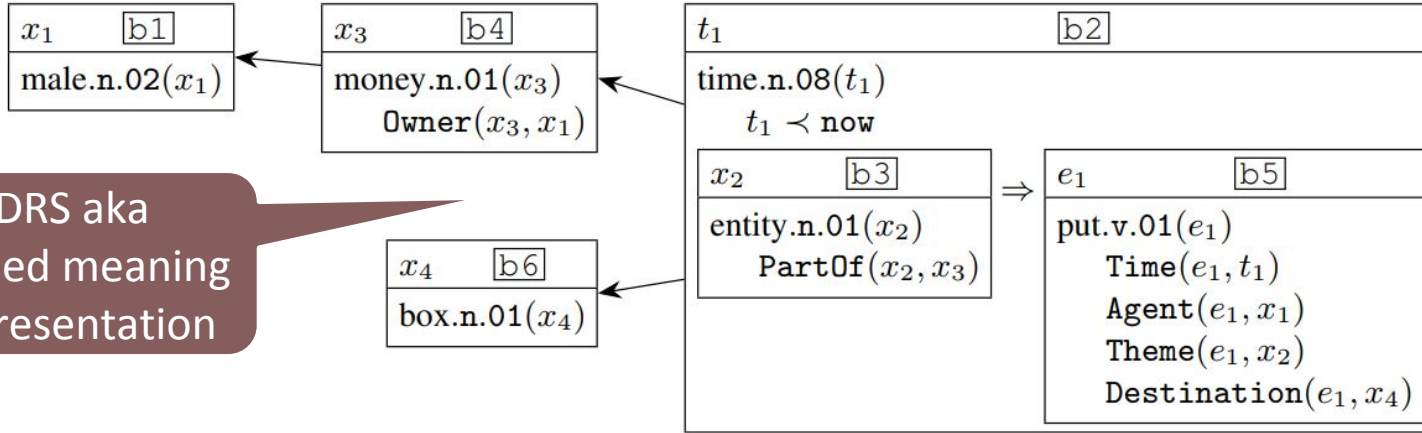 x₁ b1
male.n.02(x₁)
x₃ b4
money.n.01(x₃)
Owner(x₃, x₁)
t₁ b2
time.n.08(t₁)
t₁ ≺ now
x₂ b3
entity.n.01(x₂)
PartOf(x₂, x₃)
⇒
e₁ b5
put.v.01(e₁)
Time(e₁, t₁)
Agent(e₁, x₁)
Theme(e₁, x₂)
Destination(e₁, x₄)
DRS aka
meaning
x₄ b6
box.n.01(x₄)